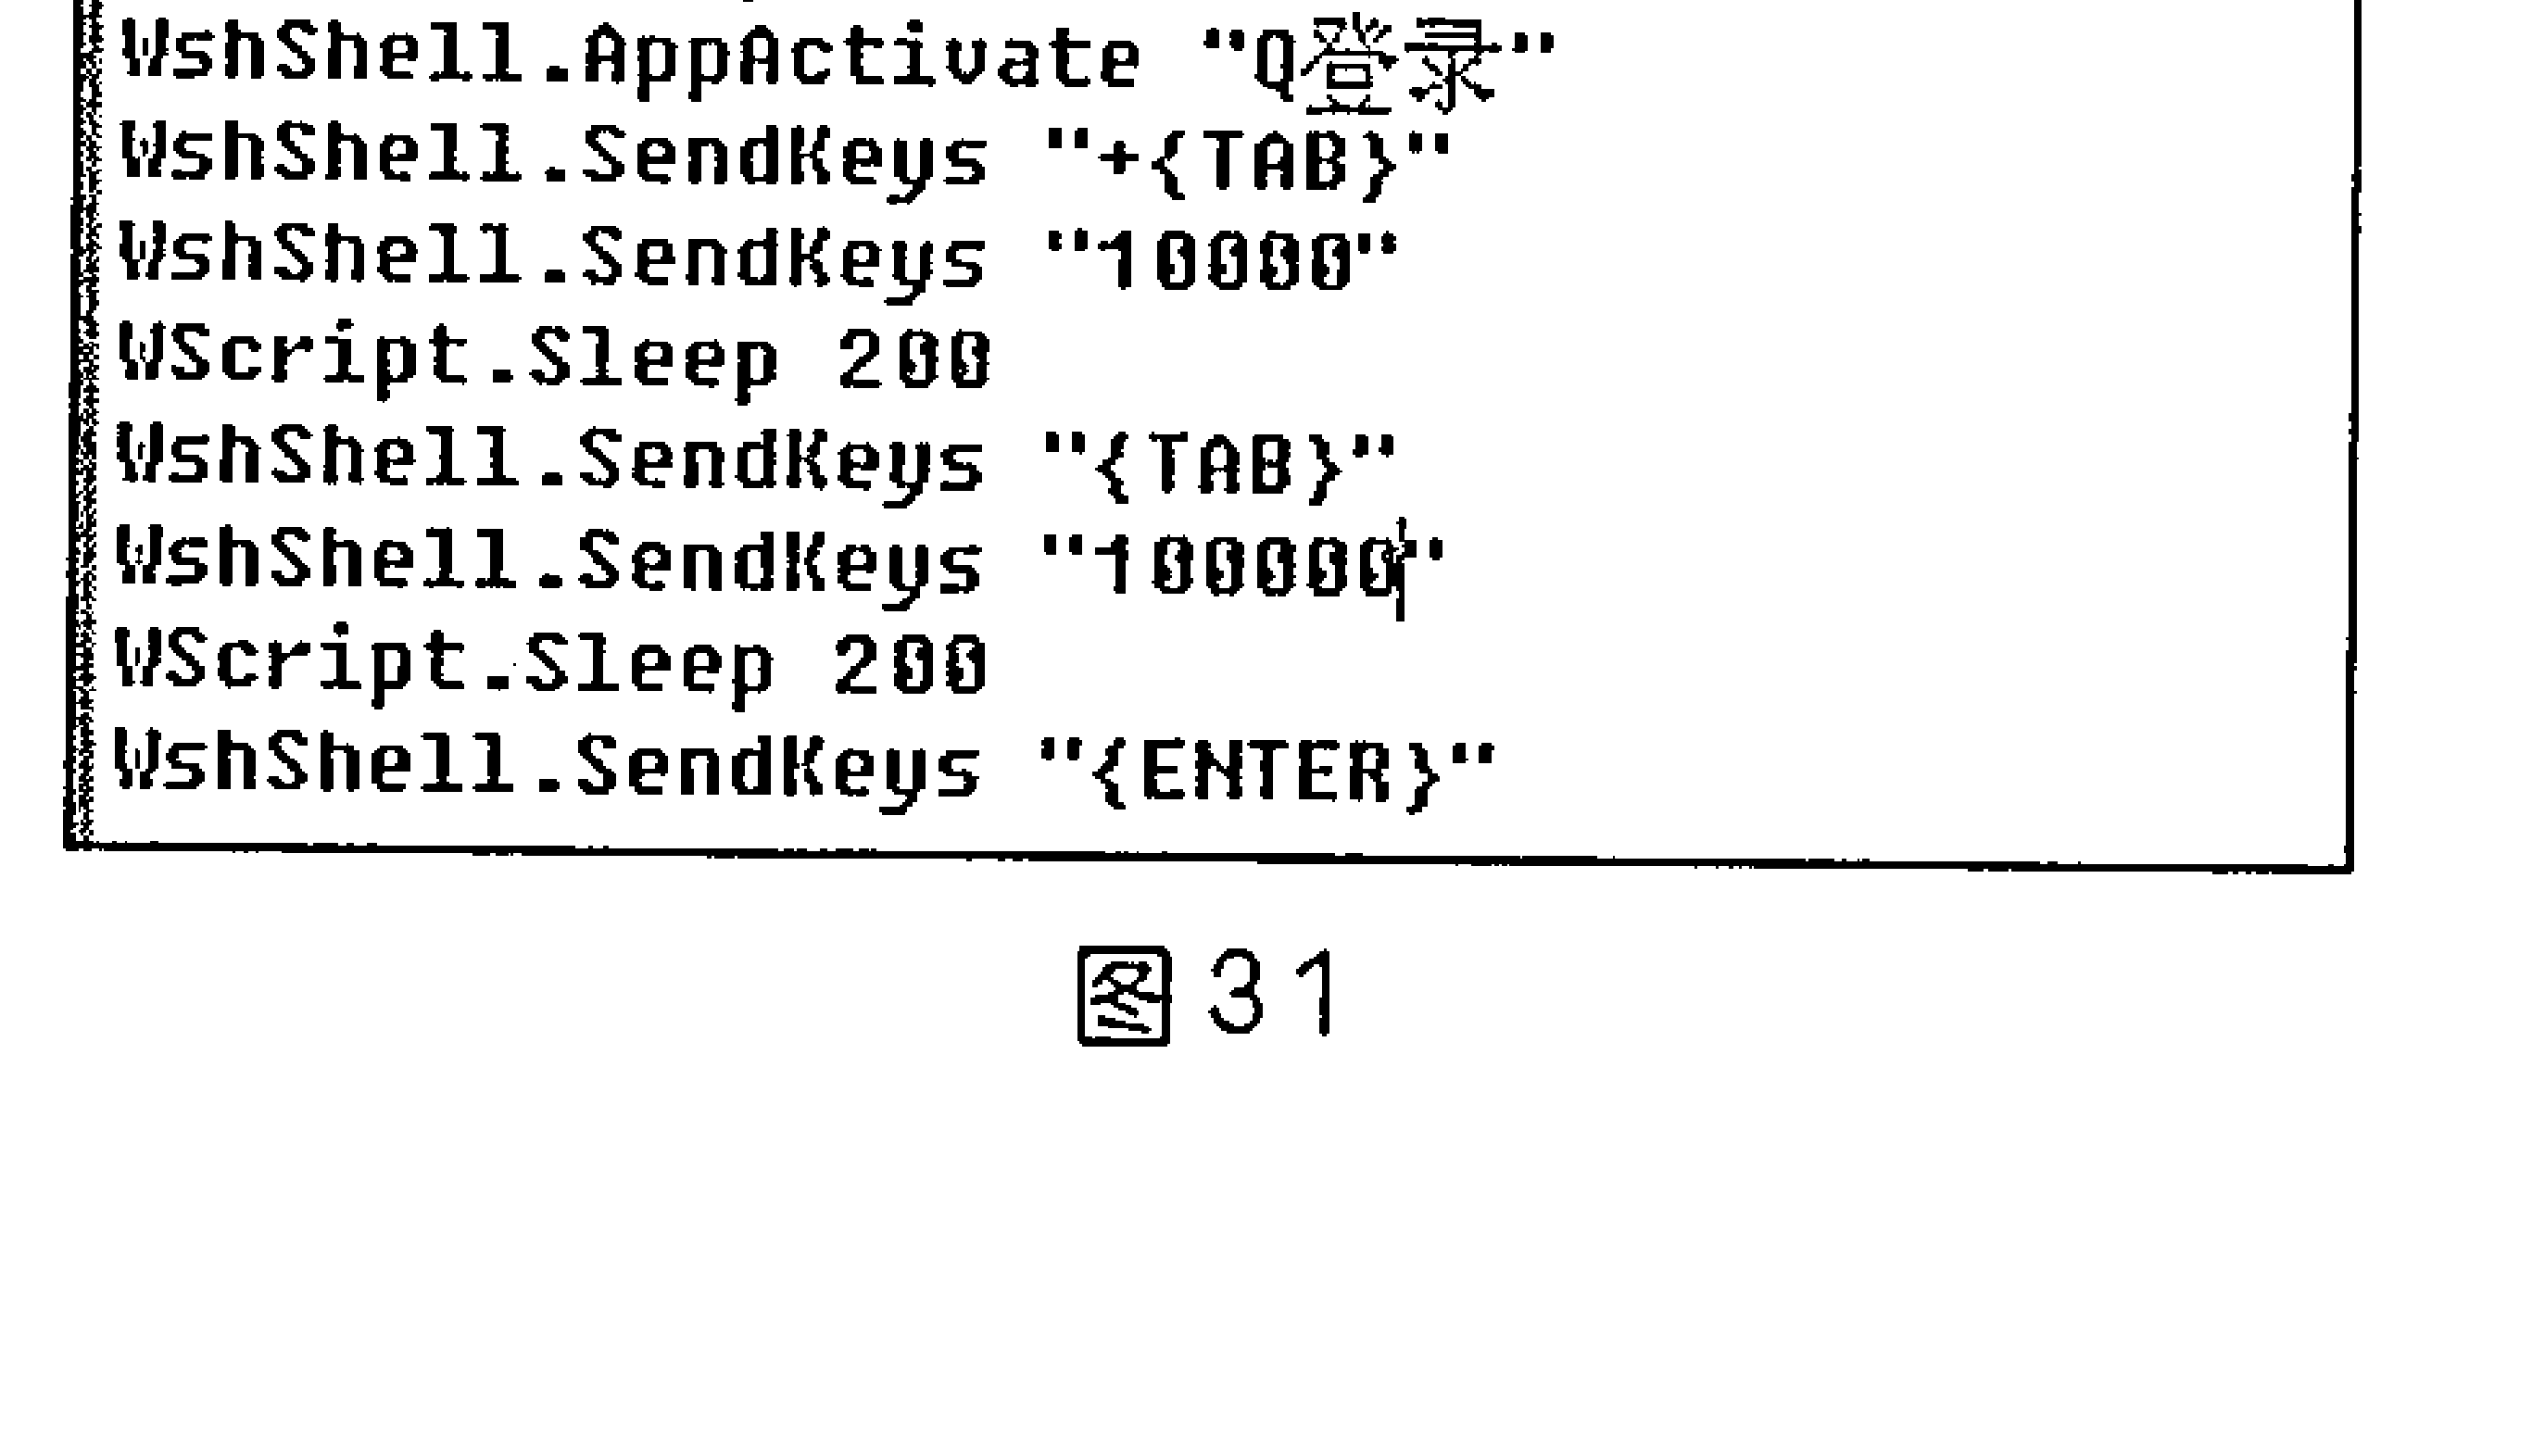 WshShell.AppActivate "Q登录"
WshShell.SendKeys "+{TAB}"
WshShell.SendKeys "10000"
WScript.Sleep 200
WshShell.SendKeys "{TAB}"
WshShell.SendKeys "100000"
WScript.Sleep 200
WshShell.SendKeys "{ENTER}"
图31